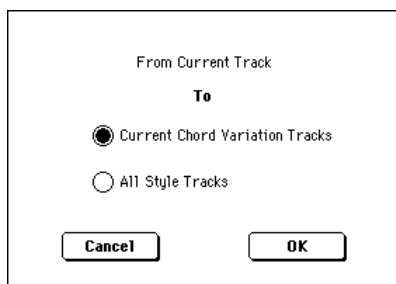 From Current Track
To
Current Chord Variation Tracks
All Style Tracks
Cancel OK